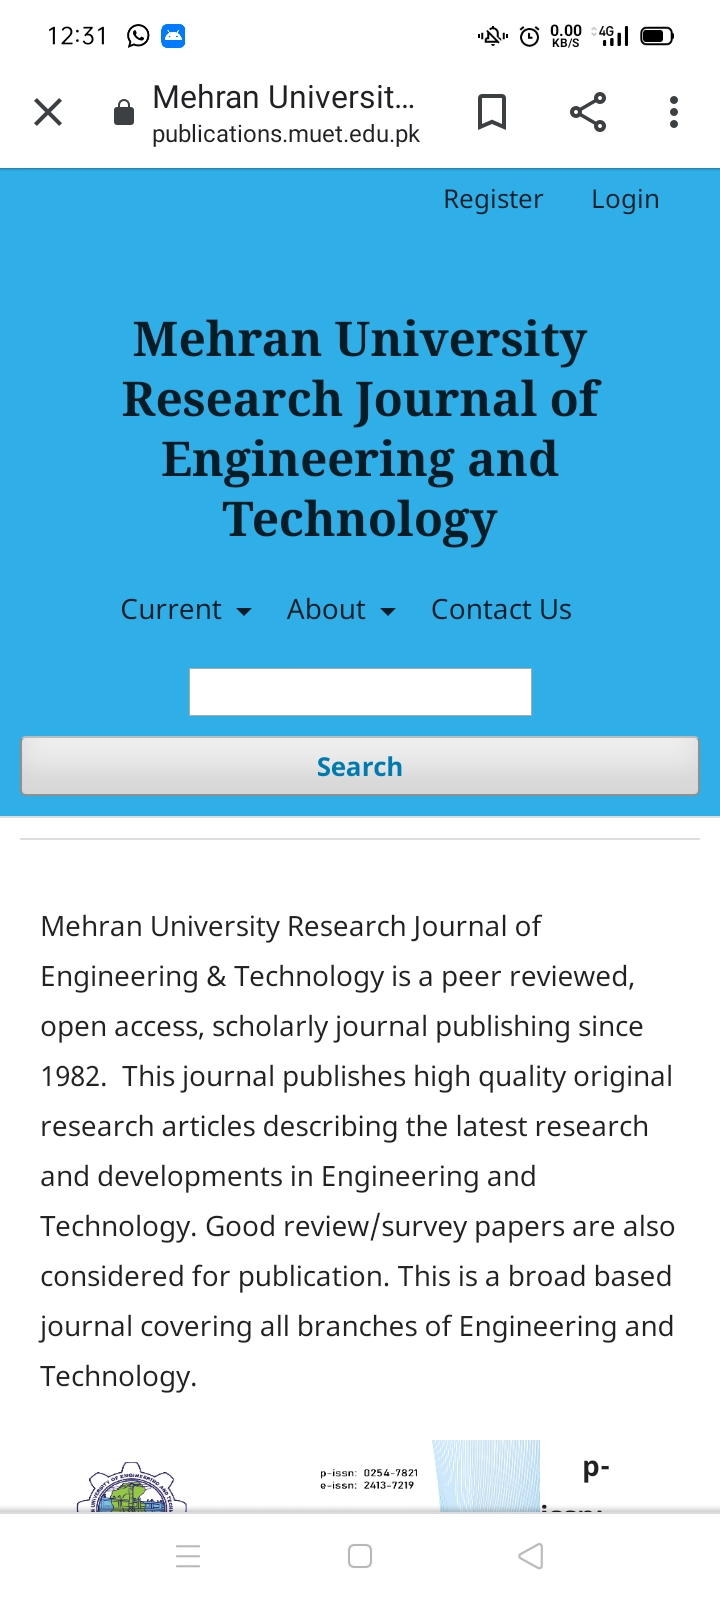 12:31
0.00
KB/S
4G
Mehran Universit...
publications.muet.edu.pk
Register Login
Mehran University
Research Journal of
Engineering and
Technology
Current About Contact Us
Search
Mehran University Research Journal of
Engineering & Technology is a peer reviewed,
open access, scholarly journal publishing since
1982.  This journal publishes high quality original
research articles describing the latest research
and developments in Engineering and
Technology. Good review/survey papers are also
considered for publication. This is a broad based
journal covering all branches of Engineering and
Technology.
UNIVERSITY OF ENGINEERING AND
p-issn: 0254-7821
e-issn: 2413-7219
p-